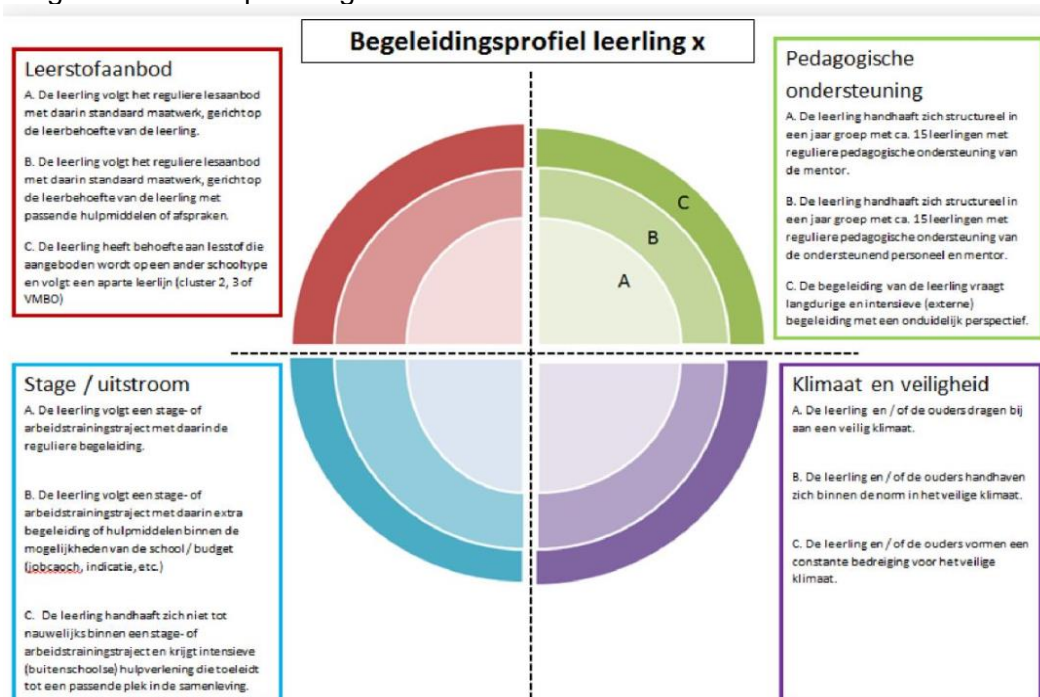 Begeleidingsprofiel leerling x
Leerstofaanbod
A. De leerling volgt het reguliere lesaanbod
met daarin standaard maatwerk, gericht op
de leerbehoefte van de leerling.
B. De leerling volgt het reguliere lesaanbod
met daarin standaard maatwerk, gericht op
de leerbehoefte van de leerling met
passende hulpmiddelen of afspraken.
C. De leerling heeft behoefte aan lesstof die
aangeboden wordt op een ander schooltype
en volgt een aparte leerlijn (cluster 2, 3 of
VMBO)
Pedagogische
ondersteuning
A. De leerling handhaaft zich structureel in
een jaar groep met ca. 15 leerlingen met
reguliere pedagogische ondersteuning van
de mentor.
B. De leerling handhaaft zich structureel in
een jaar groep met ca. 15 leerlingen met
reguliere pedagogische ondersteuning van
de ondersteunend personeel en mentor.
C. De begeleiding van de leerling vraagt
langdurige en intensieve (externe)
begeleiding met een onduidelijk perspectief.
C
B
A
Stage / uitstroom
A. De leerling volgt een stage- of
arbeidstrainingstraject met daarin de
reguliere begeleiding.
B. De leerling volgt een stage- of
arbeidstrainingstraject met daarin extra
begeleiding of hulpmiddelen binnen de
mogelijkheden van de school / budget
(jobcaoch, indicatie, etc.)
C. De leerling handhaaft zich niet tot
nauwelijks binnen een stage- of
arbeidstrainingstraject en krijgt intensieve
(buitenschoolse) hulpverlening die toeleidt
tot een passende plek in de samenleving.
Klimaat en veiligheid
A. De leerling en / of de ouders dragen bij
aan een veilig klimaat.
B. De leerling en / of de ouders handhaven
zich binnen de norm in het veilige klimaat.
C. De leerling en / of de ouders vormen een
constante bedreiging voor het veilige
klimaat.